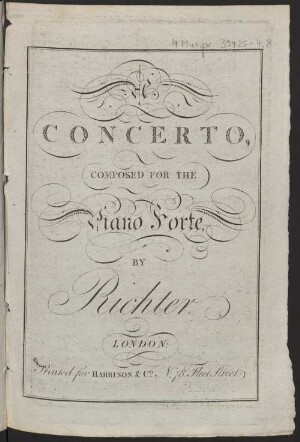 4 Mus.pr. 39425-4,8
A
CONCERTO,
COMPOSED FOR THE
Piano Forte,
BY
Richter.
LONDON:
Printed for HARRISON & Co. No. 78, Fleet Street.